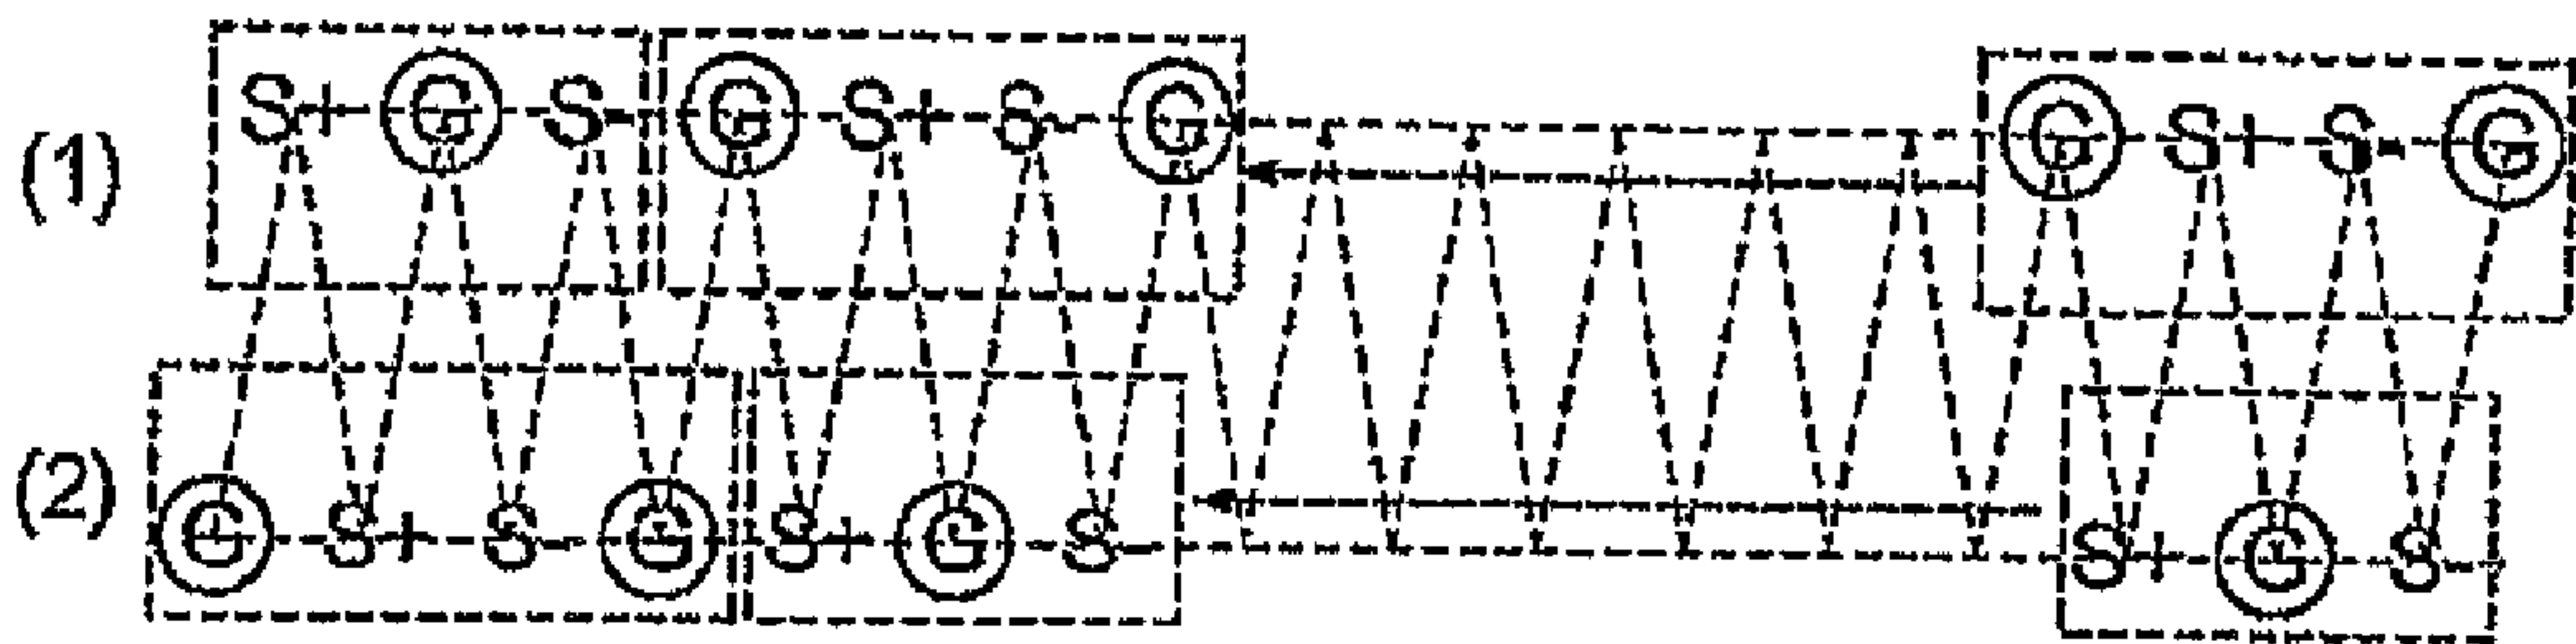 (1) S+ G S- G S+ S- G G S+ S- G
(2) G S+ S- G S+ G S- S+ G S-